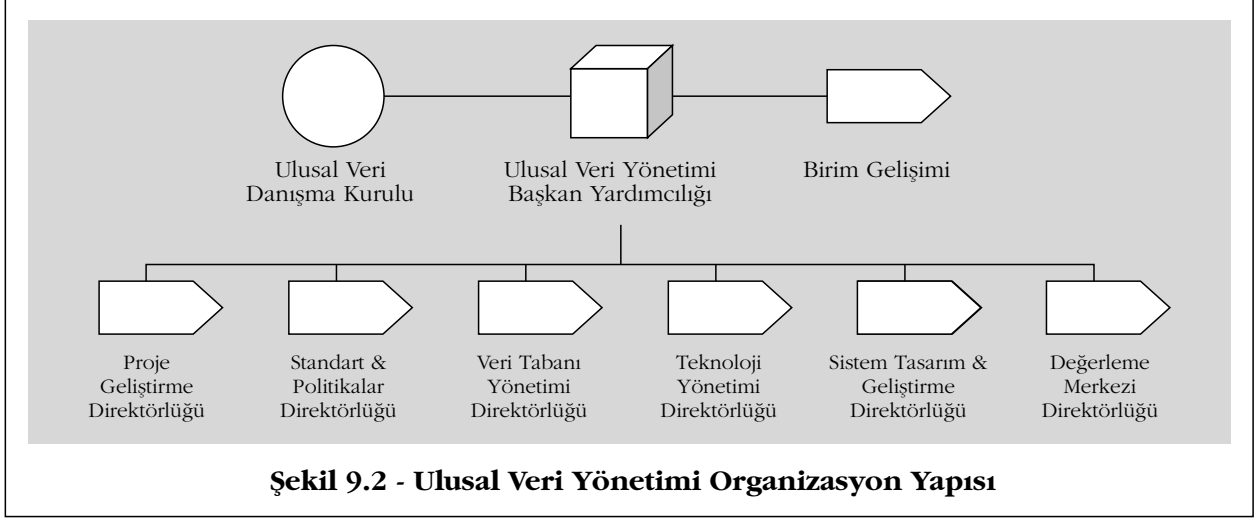 Ulusal Veri
Danışma Kurulu
Ulusal Veri Yönetimi
Başkan Yardımcılığı
Birim Gelişimi
Proje
Geliştirme
Direktörlüğü
Standart &
Politikalar
Direktörlüğü
Veri Tabanı
Yönetimi
Direktörlüğü
Teknoloji
Yönetimi
Direktörlüğü
Sistem Tasarım &
Geliştirme
Direktörlüğü
Değerleme
Merkezi
Direktörlüğü
Şekil 9.2 - Ulusal Veri Yönetimi Organizasyon Yapısı